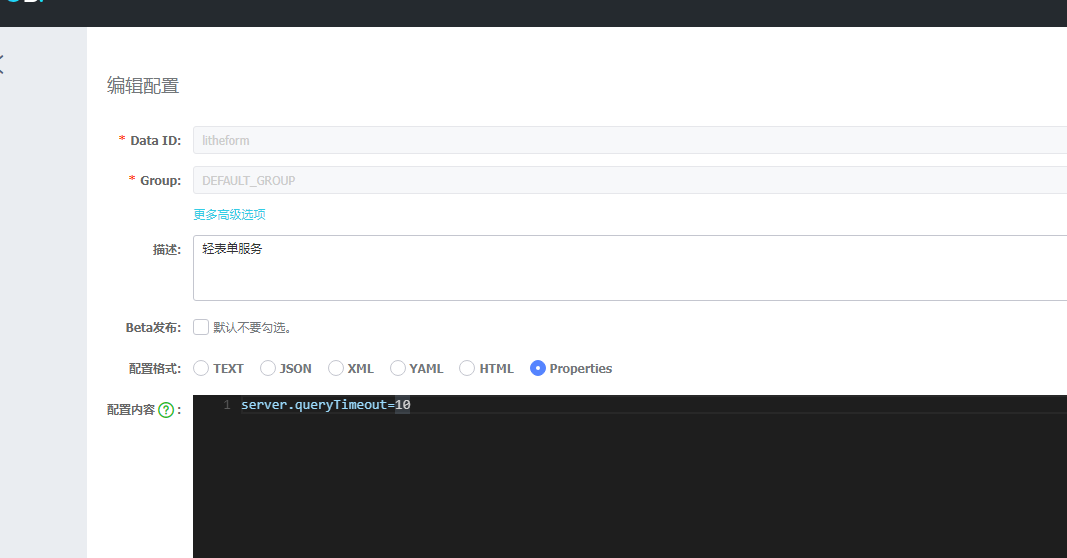 编辑配置
* Data ID: litheform
* Group: DEFAULT_GROUP
更多高级选项
描述: 轻表单服务
Beta发布: 默认不要勾选。
配置格式: TEXT JSON XML YAML HTML Properties
配置内容 ? : 1 server.queryTimeout=10